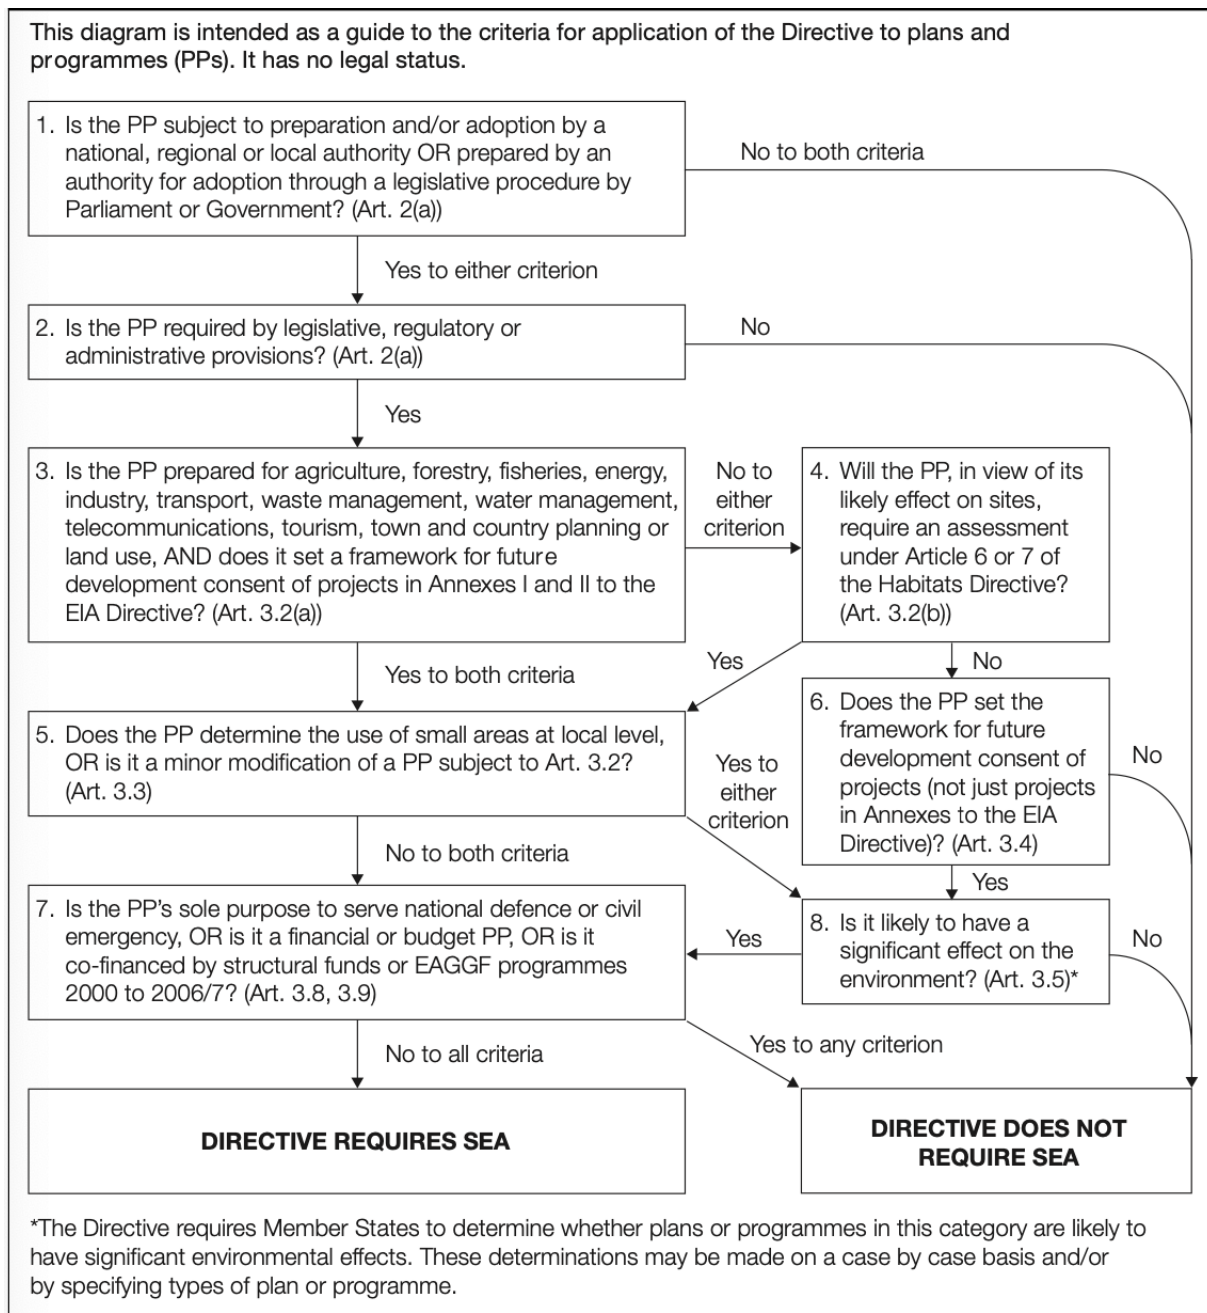 This diagram is intended as a guide to the criteria for application of the Directive to plans and
programmes (PPs). It has no legal status.
1. Is the PP subject to preparation and/or adoption by a
national, regional or local authority OR prepared by an
authority for adoption through a legislative procedure by
Parliament or Government? (Art. 2(a))
No to both criteria
Yes to either criterion
2. Is the PP required by legislative, regulatory or
administrative provisions? (Art. 2(a))
No
Yes
3. Is the PP prepared for agriculture, forestry, fisheries, energy,
industry, transport, waste management, water management,
telecommunications, tourism, town and country planning or
land use, AND does it set a framework for future
development consent of projects in Annexes I and II to the
EIA Directive? (Art. 3.2(a))
No to
either
criterion
4. Will the PP, in view of its
likely effect on sites,
require an assessment
under Article 6 or 7 of
the Habitats Directive?
(Art. 3.2(b))
Yes to both criteria
Yes
No
5. Does the PP determine the use of small areas at local level,
OR is it a minor modification of a PP subject to Art. 3.2?
(Art. 3.3)
Yes to
either
criterion
6. Does the PP set the
framework for future
development consent of
projects (not just projects
in Annexes to the EIA
Directive)? (Art. 3.4)
No
No to both criteria
Yes
7. Is the PP's sole purpose to serve national defence or civil
emergency, OR is it a financial or budget PP, OR is it
co-financed by structural funds or EAGGF programmes
2000 to 2006/7? (Art. 3.8, 3.9)
Yes
8. Is it likely to have a
significant effect on the
environment? (Art. 3.5)*
No
No to all criteria
Yes to any criterion
DIRECTIVE REQUIRES SEA
DIRECTIVE DOES NOT
REQUIRE SEA
*The Directive requires Member States to determine whether plans or programmes in this category are likely to
have significant environmental effects. These determinations may be made on a case by case basis and/or
by specifying types of plan or programme.